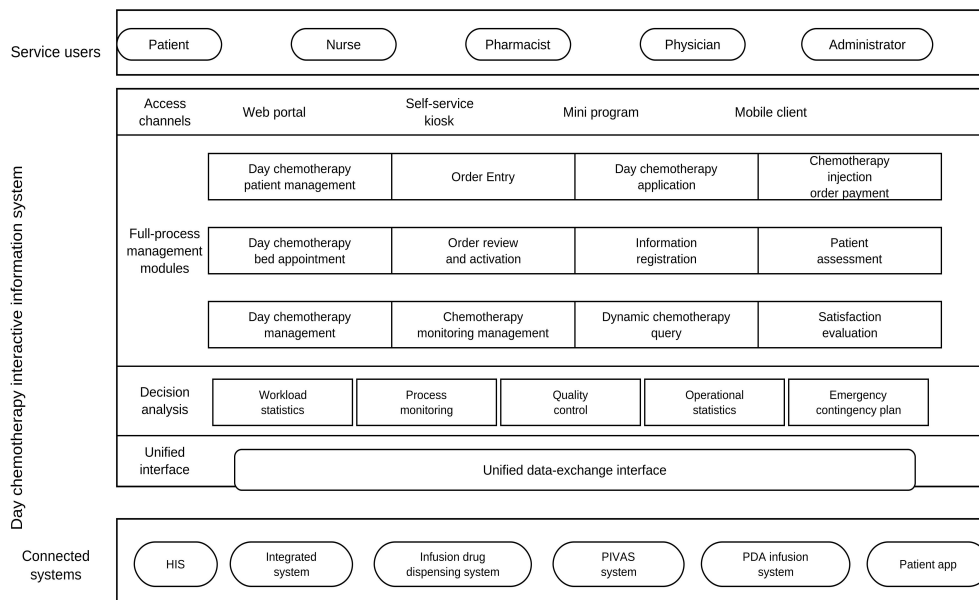 Service users
Patient
Nurse
Pharmacist
Physician
Administrator
Day chemotherapy interactive information system
Access
channels
Web portal
Self-service
kiosk
Mini program
Mobile client
Full-process
management
modules
Day chemotherapy
patient management
Order Entry
Day chemotherapy
application
Chemotherapy
injection
order payment
Day chemotherapy
bed appointment
Order review
and activation
Information
registration
Patient
assessment
Day chemotherapy
management
Chemotherapy
monitoring management
Dynamic chemotherapy
query
Satisfaction
evaluation
Decision
analysis
Workload
statistics
Process
monitoring
Quality
control
Operational
statistics
Emergency
contingency plan
Unified
interface
Unified data-exchange interface
Connected
systems
HIS
Integrated
system
Infusion drug
dispensing system
PIVAS
system
PDA infusion
system
Patient app